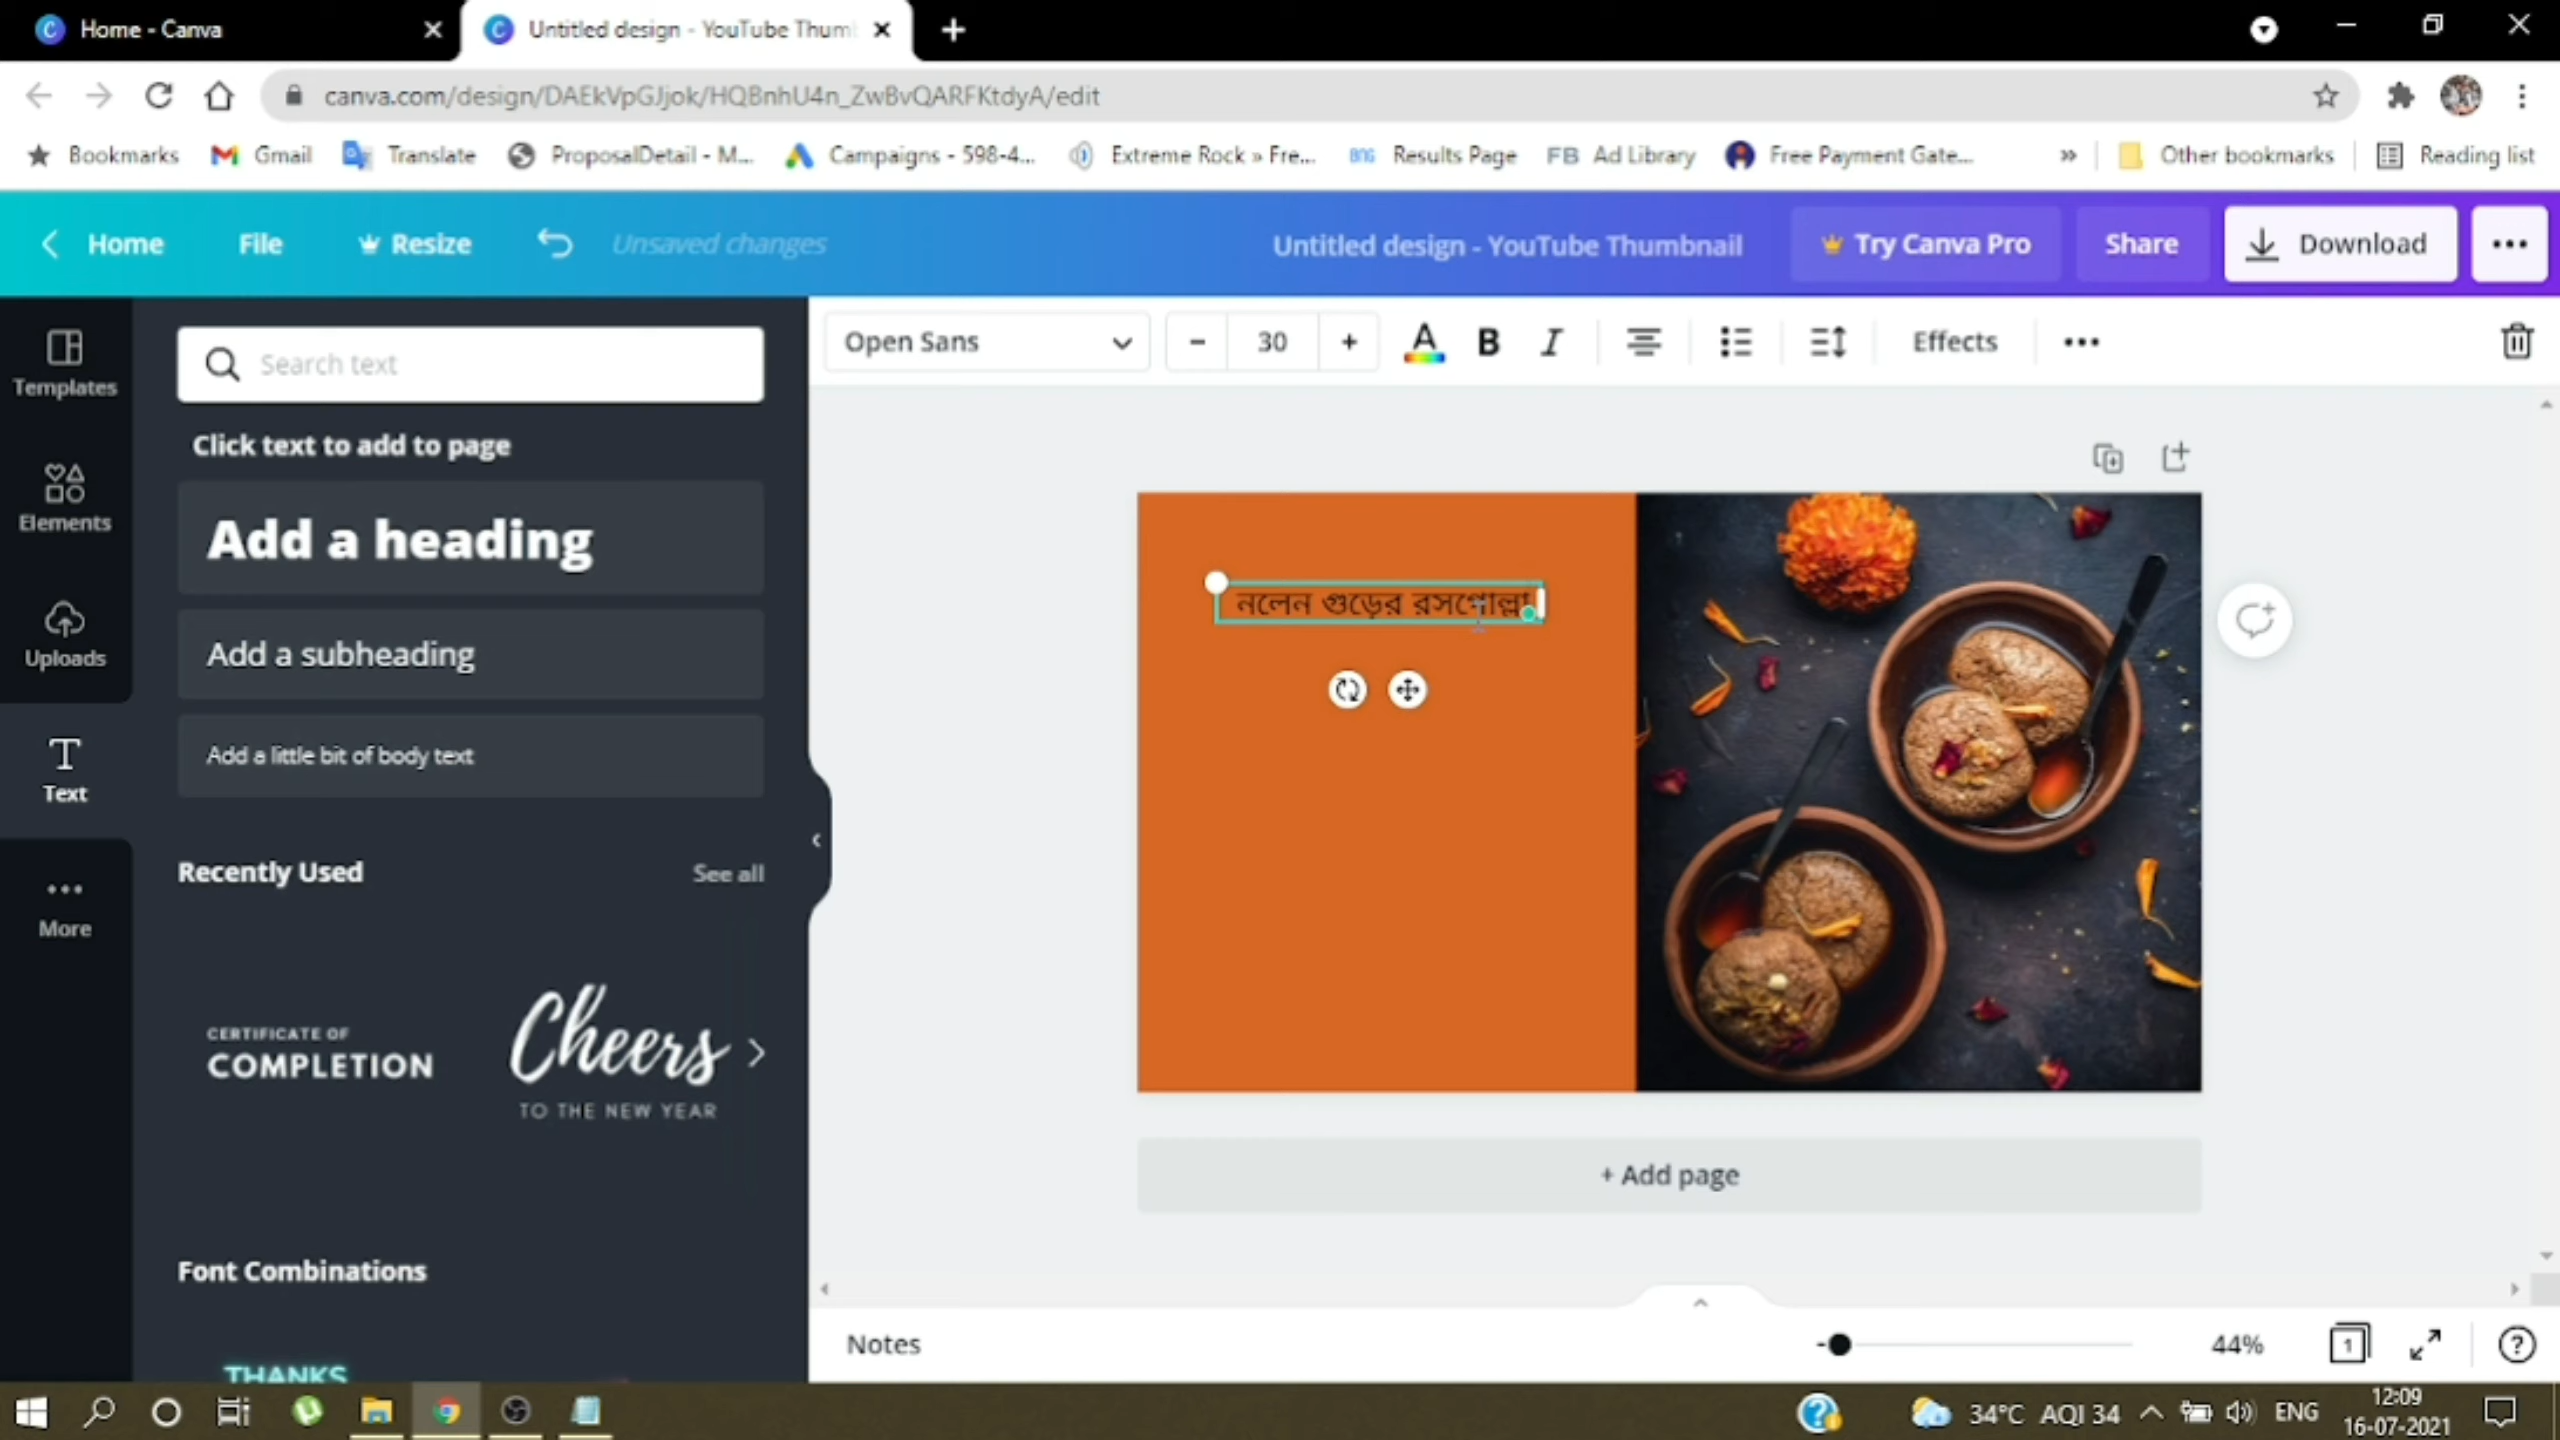 Home - Canva
Untitled design - YouTube Thum
canva.com/design/DAEkVpGJjok/HQBnhU4n_ZwBvQARFKtdyA/edit
Bookmarks Gmail Translate ProposalDetail - M... Campaigns - 598-4... Extreme Rock » Fre... Results Page FB Ad Library Free Payment Gate... » Other bookmarks Reading list
Home File Resize Unsaved changes Untitled design - YouTube Thumbnail Try Canva Pro Share Download
Open Sans - 30 + A B I Effects
Templates
Elements
Uploads
Text
More
Search text
Click text to add to page
Add a heading
Add a subheading
Add a little bit of body text
Recently Used See all
CERTIFICATE OF
COMPLETION
Cheers
TO THE NEW YEAR
Font Combinations
THANKS
নলেন গুড়ের রসগোল্লা
+ Add page
Notes 44% 1 ?
34°C AQI 34 ENG 12:09
16-07-2021